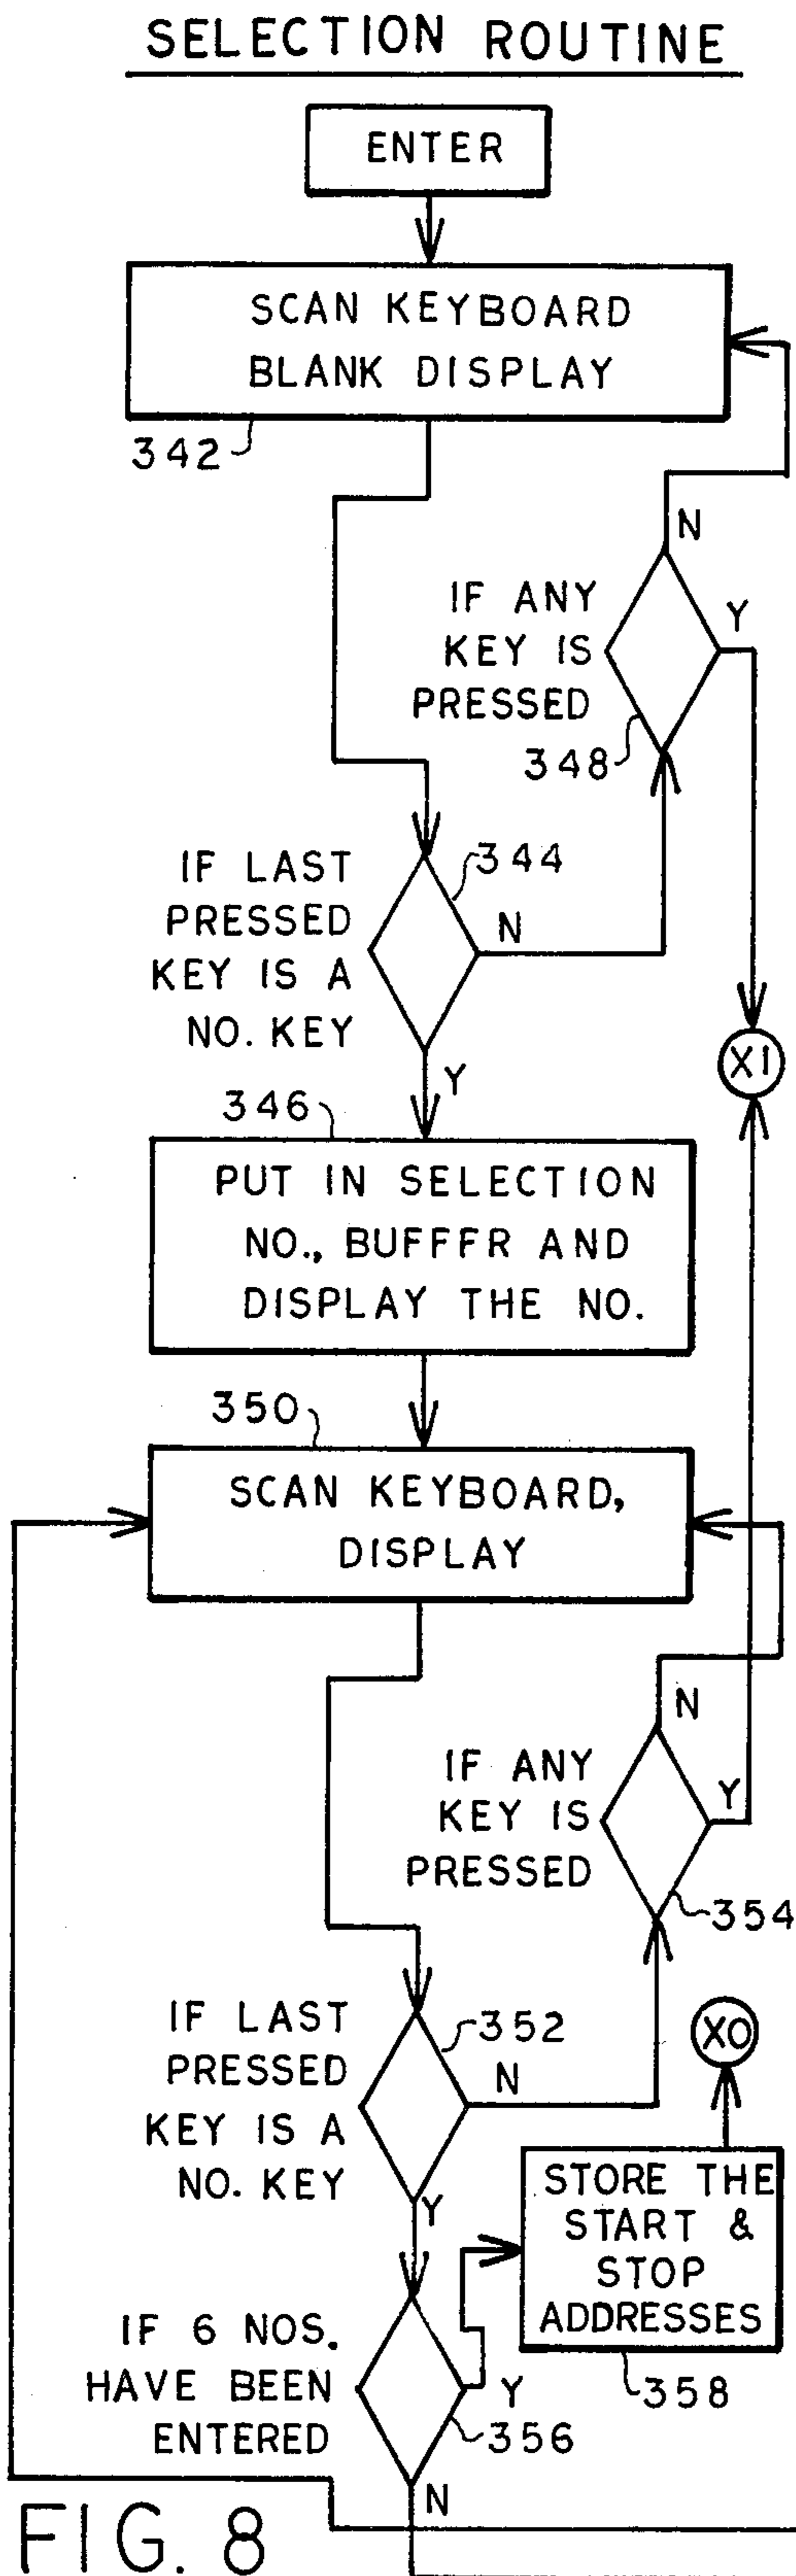 SELECTION ROUTINE
ENTER
SCAN KEYBOARD
BLANK DISPLAY
342
N
IF ANY
KEY IS
PRESSED
Y
348
344
IF LAST
PRESSED
KEY IS A
NO. KEY
N
Y
X1
346
PUT IN SELECTION
NO., BUFFFR AND
DISPLAY THE NO.
350
SCAN KEYBOARD,
DISPLAY
N
IF ANY
KEY IS
PRESSED
Y
354
352
IF LAST
PRESSED
KEY IS A
NO. KEY
N
Y
X0
STORE THE
START &
STOP
ADDRESSES
358
IF 6 NOS.
HAVE BEEN
ENTERED
Y
356
N
FIG. 8